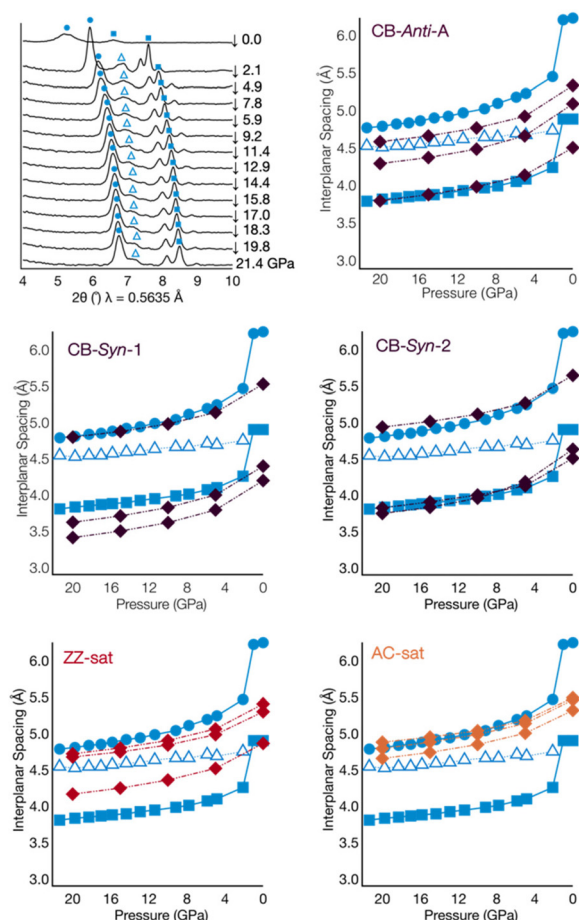 ↓ 0.0
↓ 2.1
↓ 4.9
↓ 7.8
↓ 5.9
↓ 9.2
↓ 11.4
↓ 12.9
↓ 14.4
↓ 15.8
↓ 17.0
↓ 18.3
↓ 19.8
21.4 GPa
4 5 6 7 8 9 10
2θ (°) λ = 0.5635 Å
CB-Anti-A
Interplanar Spacing (Å)
6.0
5.5
5.0
4.5
4.0
3.5
3.0
20 16 12 8 4 0
Pressure (GPa)
CB-Syn-1
Interplanar Spacing (Å)
6.0
5.5
5.0
4.5
4.0
3.5
3.0
20 16 12 8 4 0
Pressure (GPa)
CB-Syn-2
Interplanar Spacing (Å)
6.0
5.5
5.0
4.5
4.0
3.5
3.0
20 16 12 8 4 0
Pressure (GPa)
ZZ-sat
Interplanar Spacing (Å)
6.0
5.5
5.0
4.5
4.0
3.5
3.0
20 16 12 8 4 0
Pressure (GPa)
AC-sat
Interplanar Spacing (Å)
6.0
5.5
5.0
4.5
4.0
3.5
3.0
20 16 12 8 4 0
Pressure (GPa)